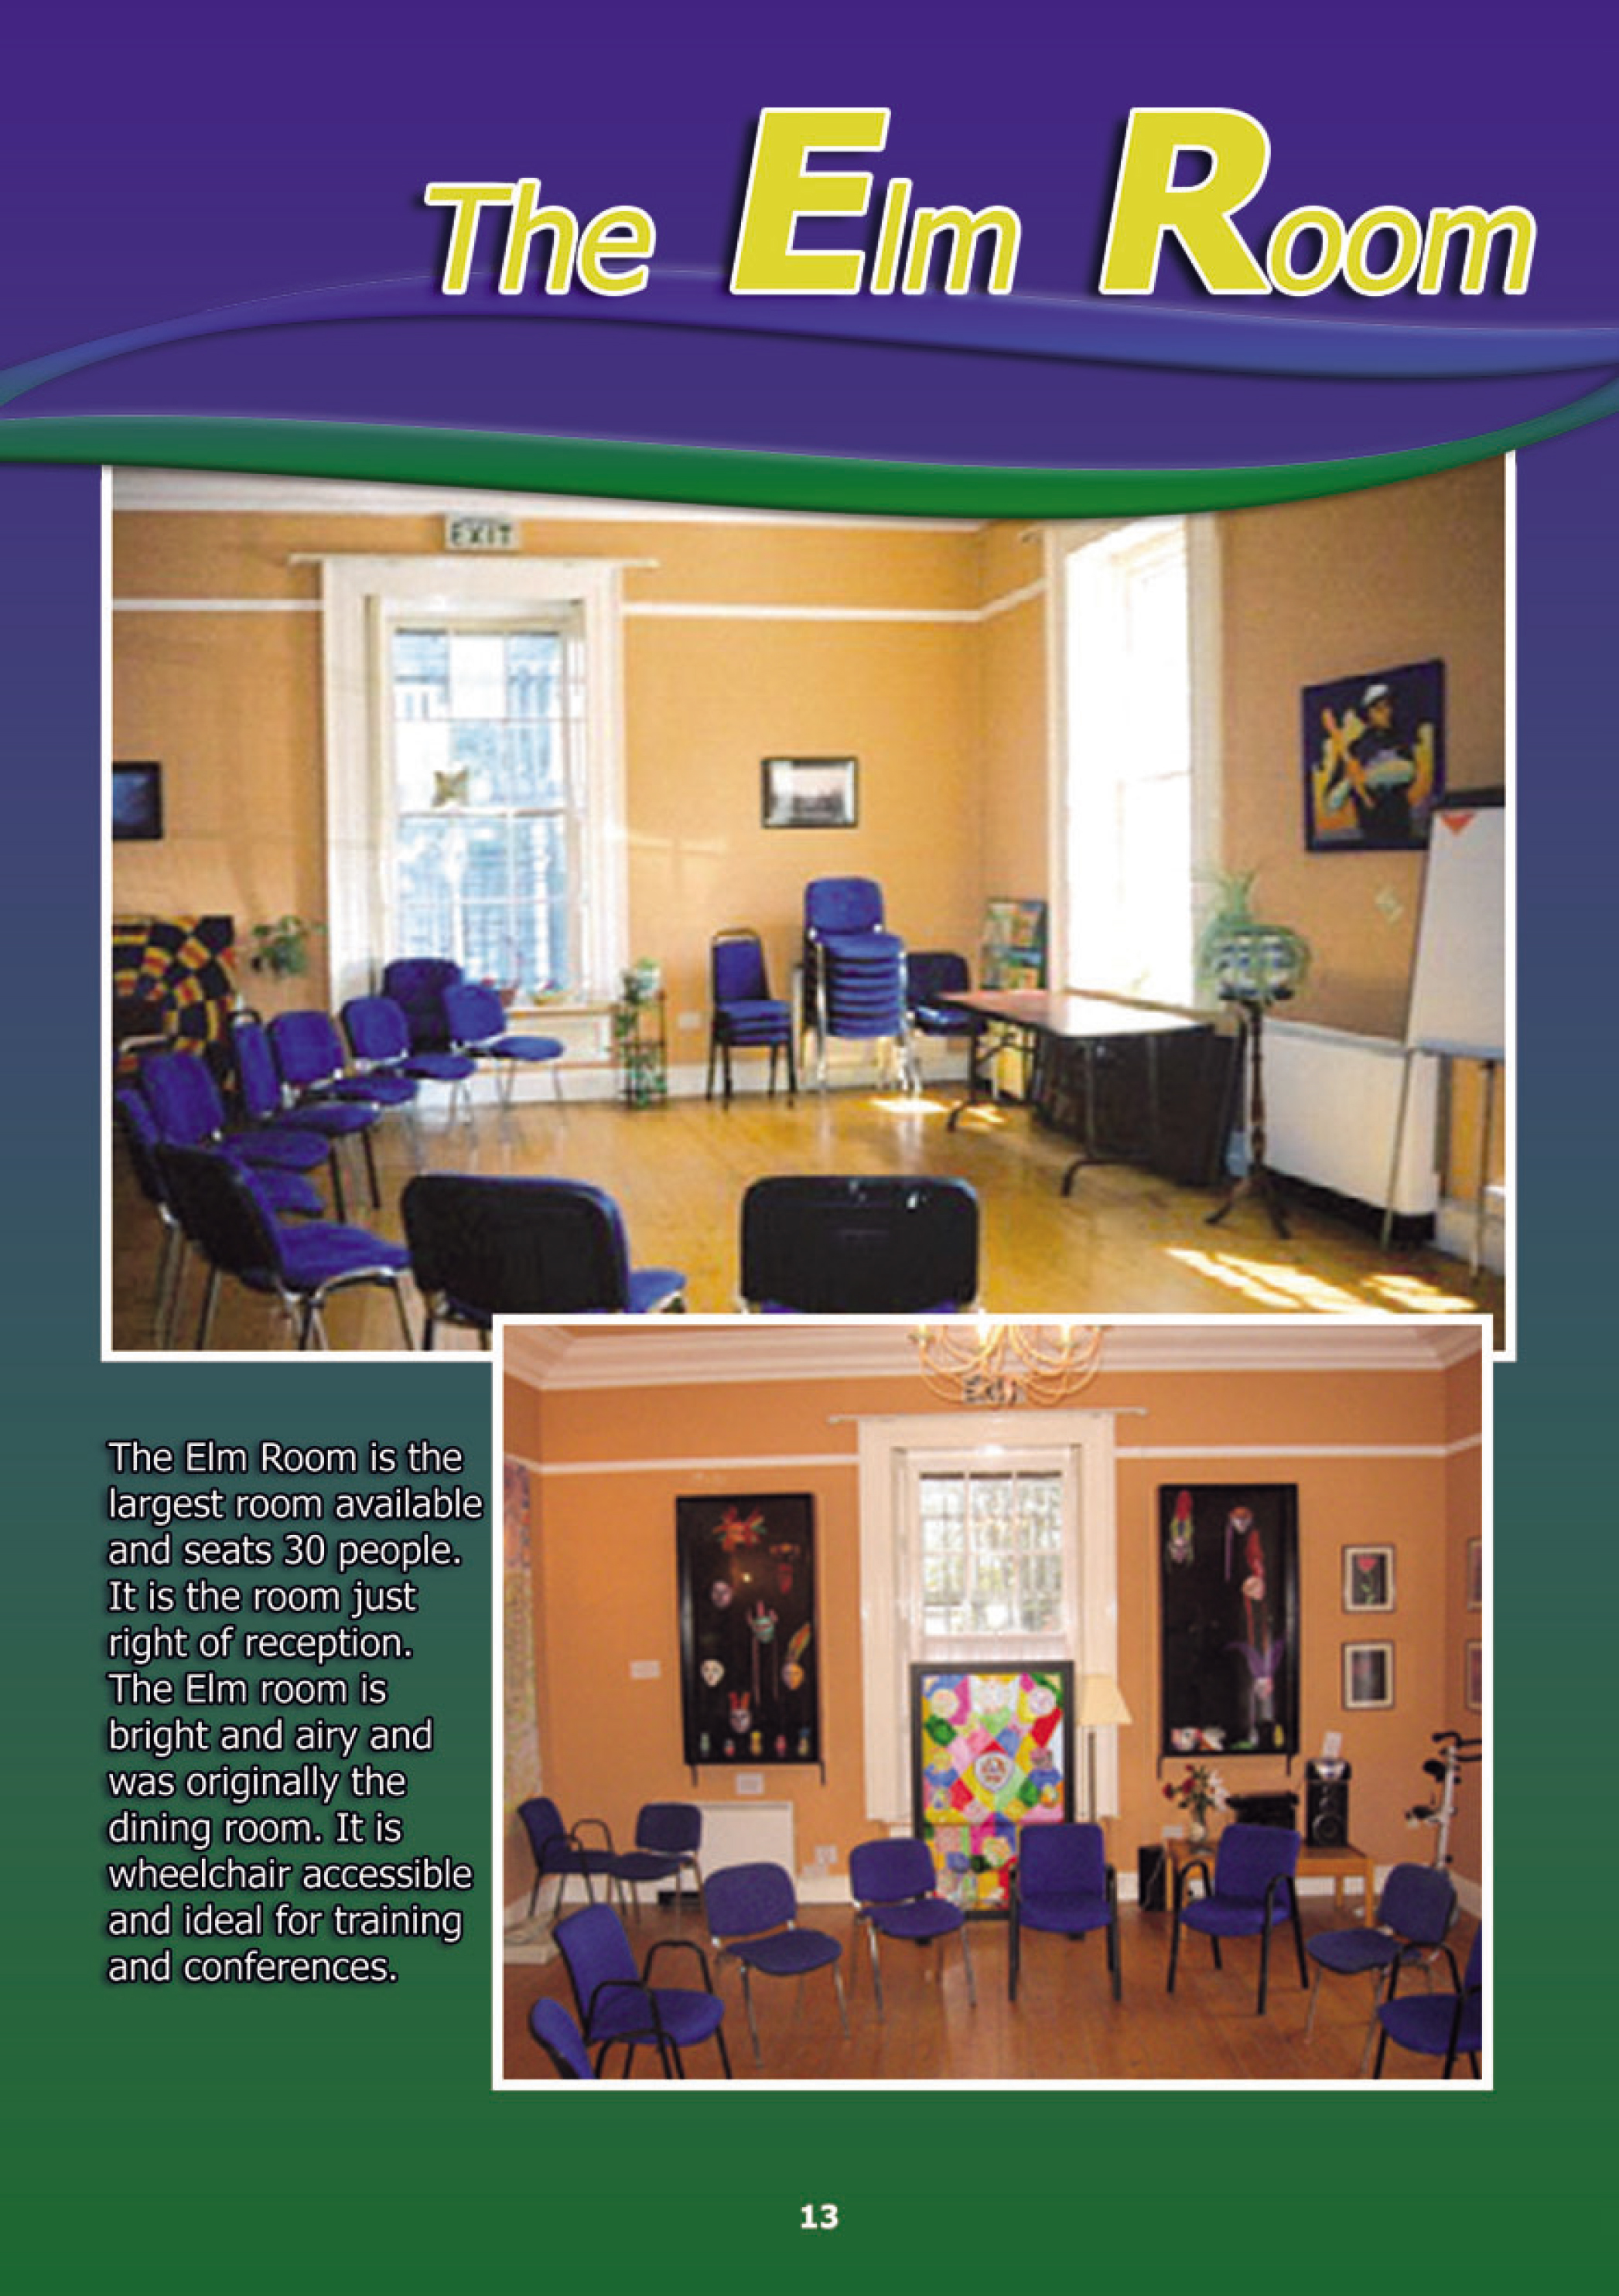 The Elm Room
EXIT
Exit
The Elm Room is the
largest room available
and seats 30 people.
It is the room just
right of reception.
The Elm room is
bright and airy and
was originally the
dining room. It is
wheelchair accessible
and ideal for training
and conferences.
13